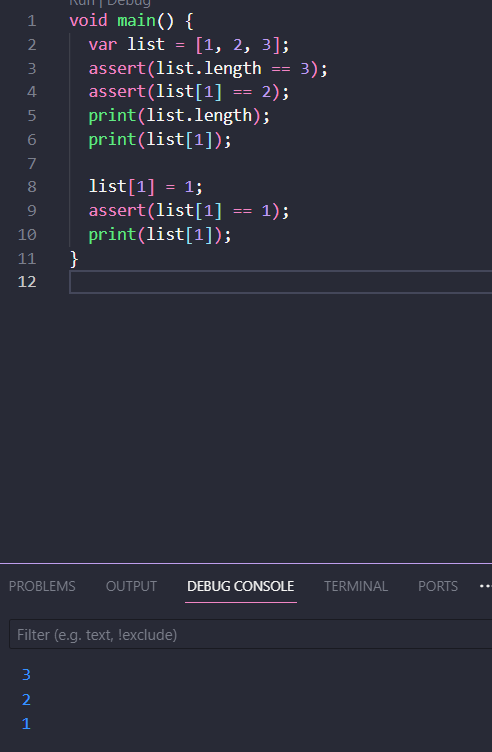 Run | Debug
1 void main() {
2   var list = [1, 2, 3];
3   assert(list.length == 3);
4   assert(list[1] == 2);
5   print(list.length);
6   print(list[1]);
7
8   list[1] = 1;
9   assert(list[1] == 1);
10   print(list[1]);
11 }
12
PROBLEMS OUTPUT DEBUG CONSOLE TERMINAL PORTS ···
Filter (e.g. text, !exclude)
3
2
1